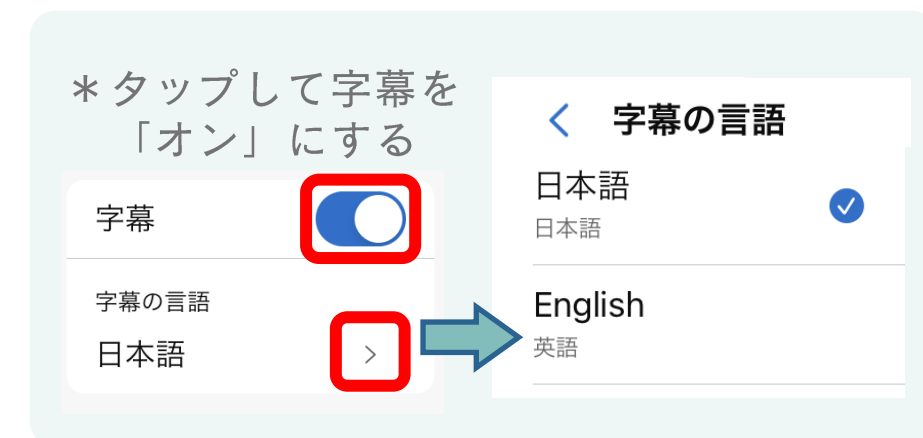 ＊タップして字幕を
「オン」にする
字幕
字幕の言語
日本語
字幕の言語
日本語
日本語
English
英語